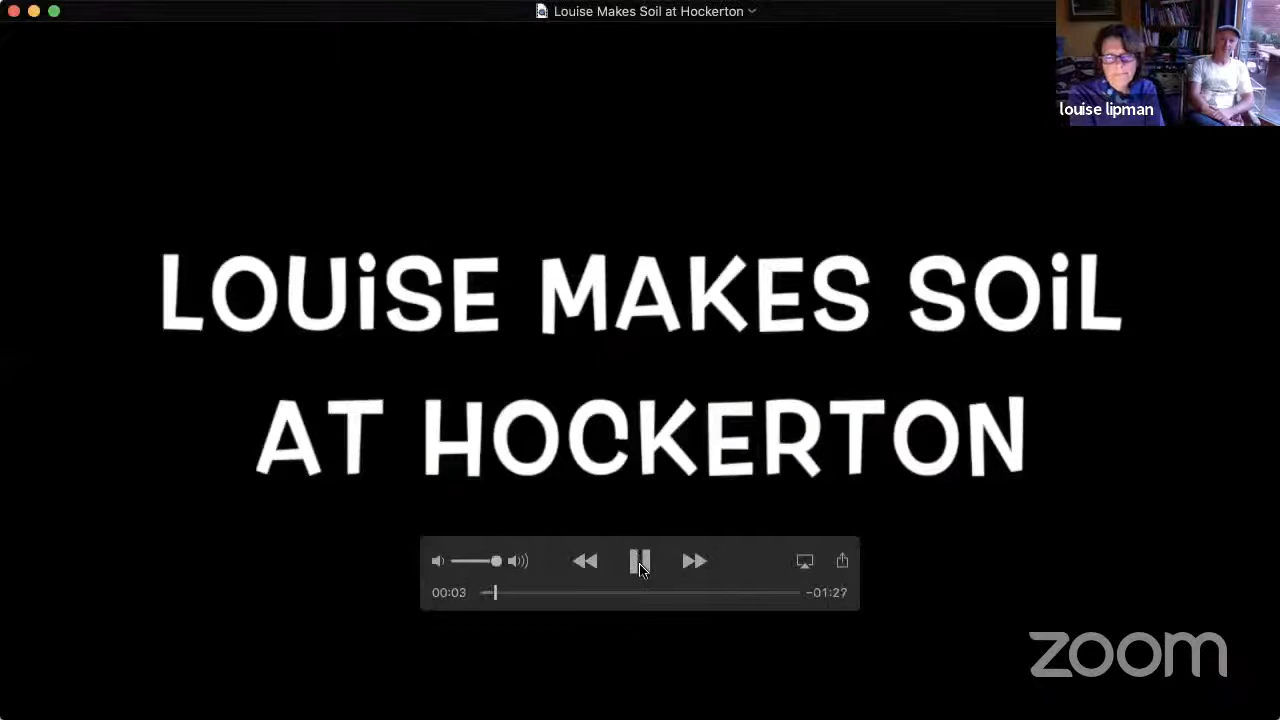 Louise Makes Soil at Hockerton
louise lipman
LOUiSE MAKES SOiL
AT HOCKERTON
00:03
-01:27
zoom